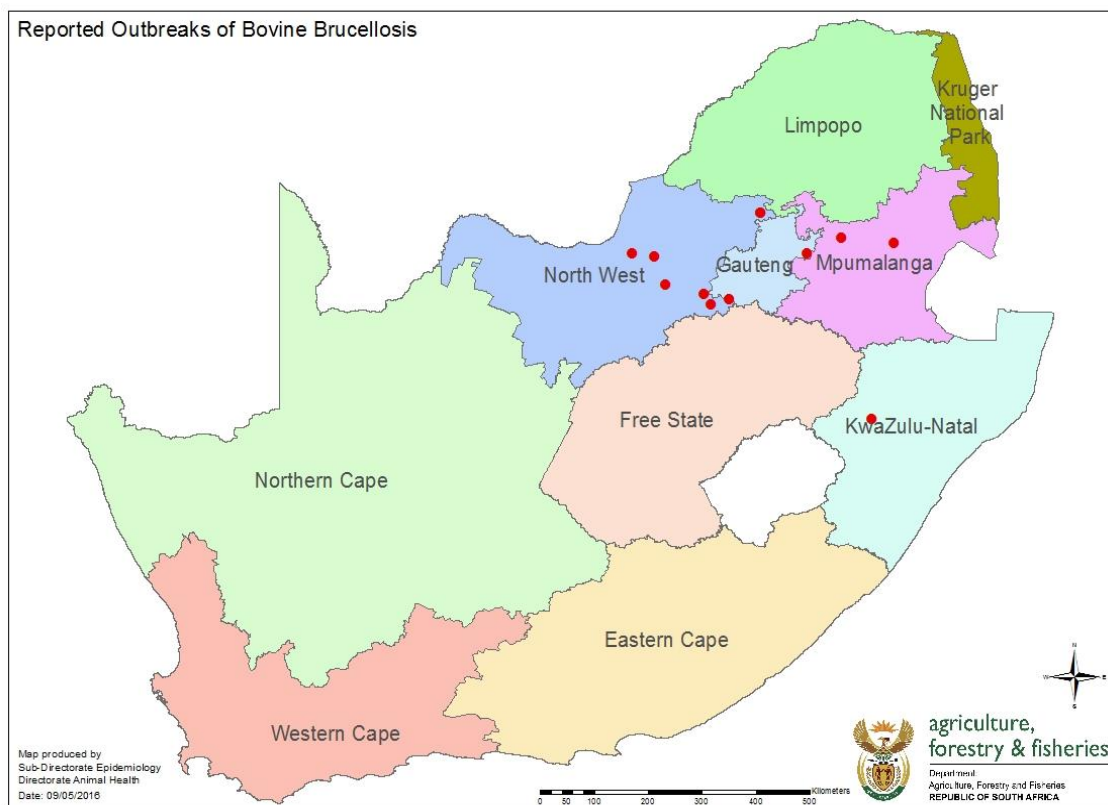 Reported Outbreaks of Bovine Brucellosis
Kruger
National
Park
Limpopo
North West
Gauteng
Mpumalanga
Free State
KwaZulu-Natal
Northern Cape
Eastern Cape
Western Cape
N
W
E
S
agriculture,
forestry & fisheries
Department:
Agriculture, Forestry and Fisheries
REPUBLIC OF SOUTH AFRICA
Map produced by
Sub-Directorate Epidemiology
Directorate Animal Health
Date: 09/05/2016
Kilometers
0 50 100 200 300 400 500